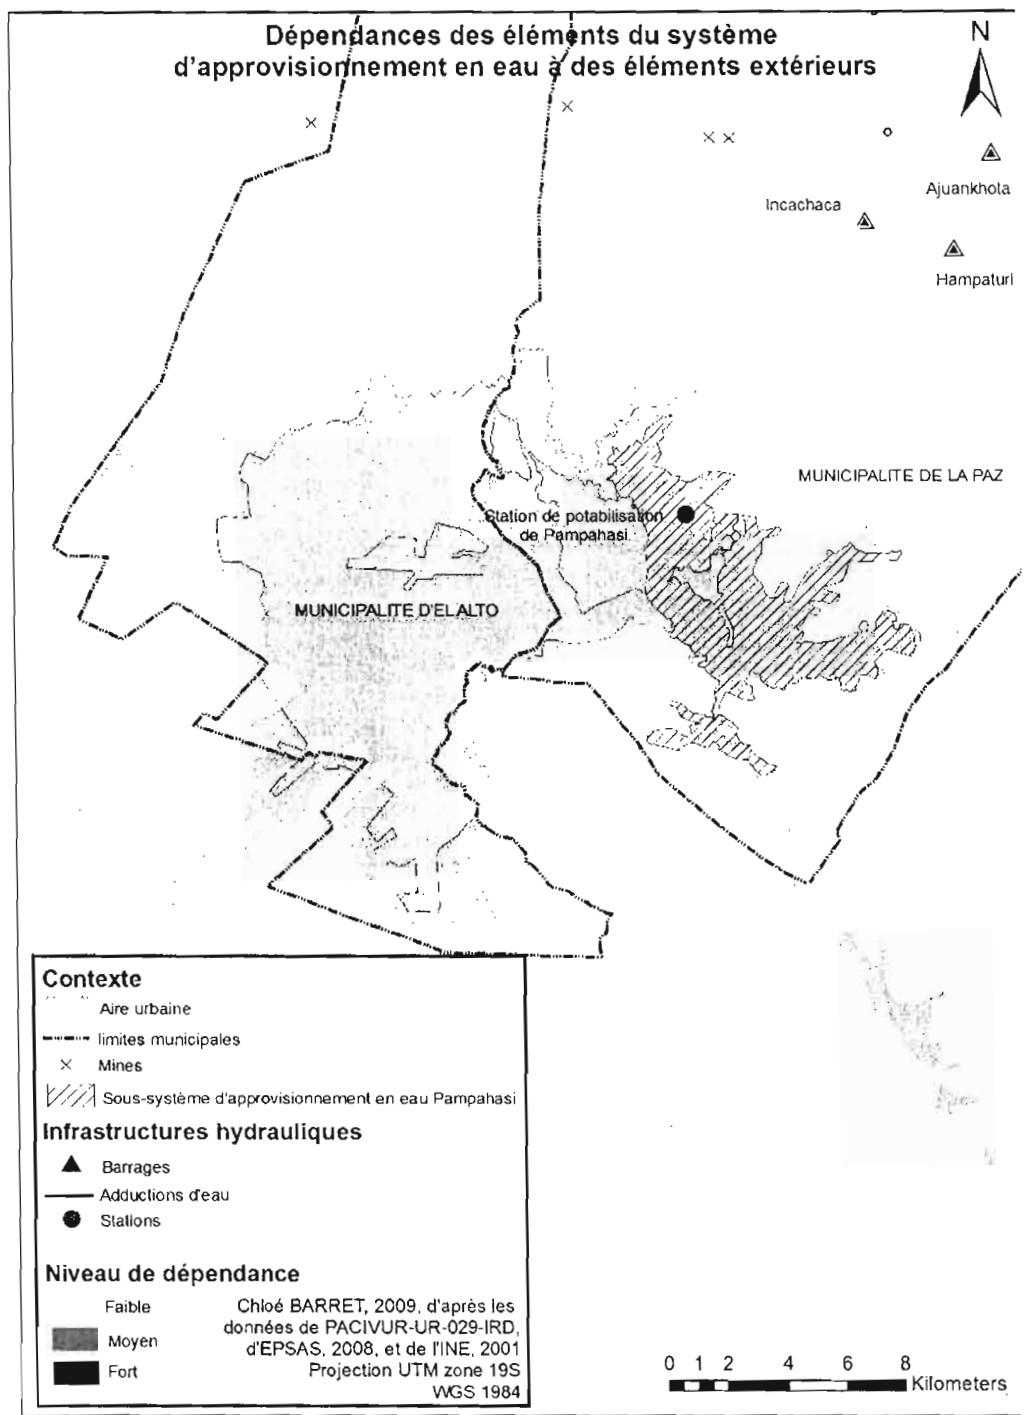 Dépendances des éléments du système
d'approvisionnement en eau à des éléments extérieurs
N
Ajuankhota
Incachaca
Hampaturi
MUNICIPALITE DE LA PAZ
Station de potabilisation
de Pampahasi
MUNICIPALITE D'EL ALTO
Contexte
Aire urbaine
limites municipales
Mines
Sous-système d'approvisionnement en eau Pampahasi
Infrastructures hydrauliques
Barrages
Adductions d'eau
Stations
Niveau de dépendance
Faible
Moyen
Fort
Chloé BARRET, 2009, d'après les
données de PACIVUR-UR-029-IRD,
d'EPSAS, 2008, et de l'INE, 2001
Projection UTM zone 19S
WGS 1984
0 1 2 4 6 8
Kilometers